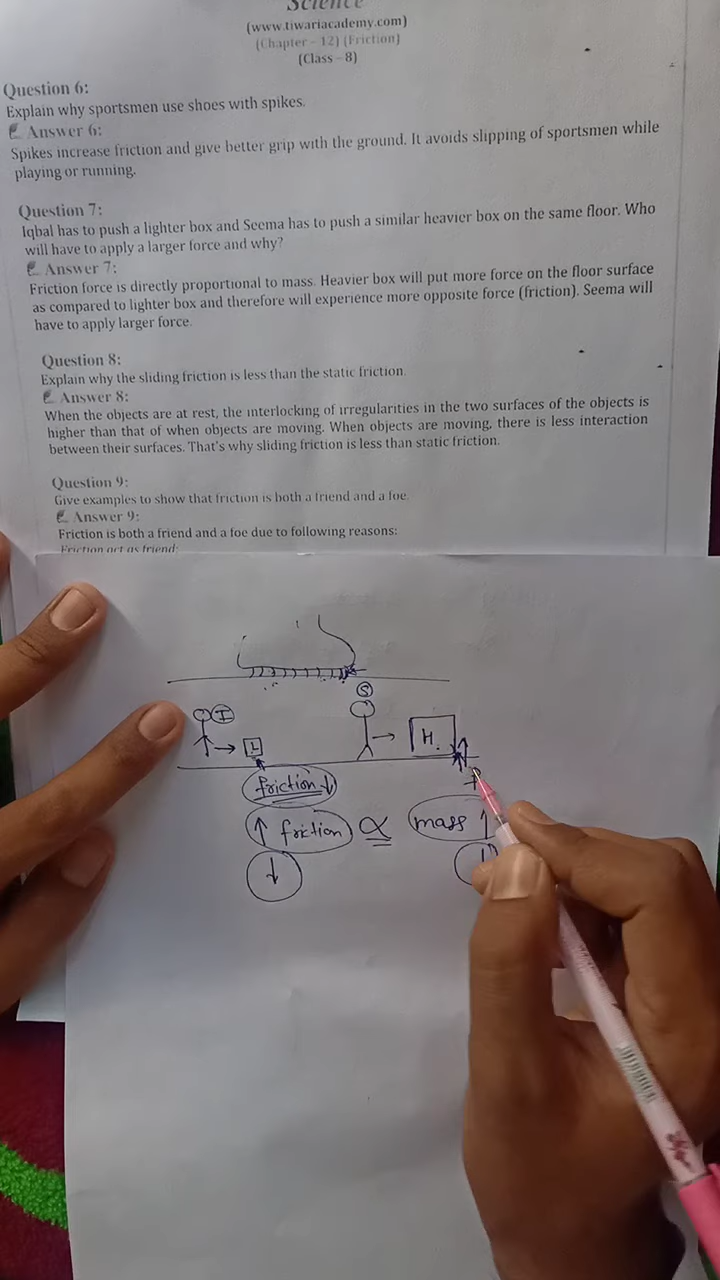 Science
(www.tiwariacademy.com)
(Chapter - 12) (Friction)
(Class - 8)
Question 6:
Explain why sportsmen use shoes with spikes.
Answer 6:
Spikes increase friction and give better grip with the ground. It avoids slipping of sportsmen while
playing or running.
Question 7:
Iqbal has to push a lighter box and Seema has to push a similar heavier box on the same floor. Who
will have to apply a larger force and why?
Answer 7:
Friction force is directly proportional to mass. Heavier box will put more force on the floor surface
as compared to lighter box and therefore will experience more opposite force (friction). Seema will
have to apply larger force.
Question 8:
Explain why the sliding friction is less than the static friction.
Answer 8:
When the objects are at rest, the interlocking of irregularities in the two surfaces of the objects is
higher than that of when objects are moving. When objects are moving, there is less interaction
between their surfaces. That's why sliding friction is less than static friction.
Question 9:
Give examples to show that friction is both a friend and a foe.
Answer 9:
Friction is both a friend and a foe due to following reasons:
Friction act as friend:
S
I
L
H.
friction ↓
↑ friction ∝ mass ↑
↓ ↓